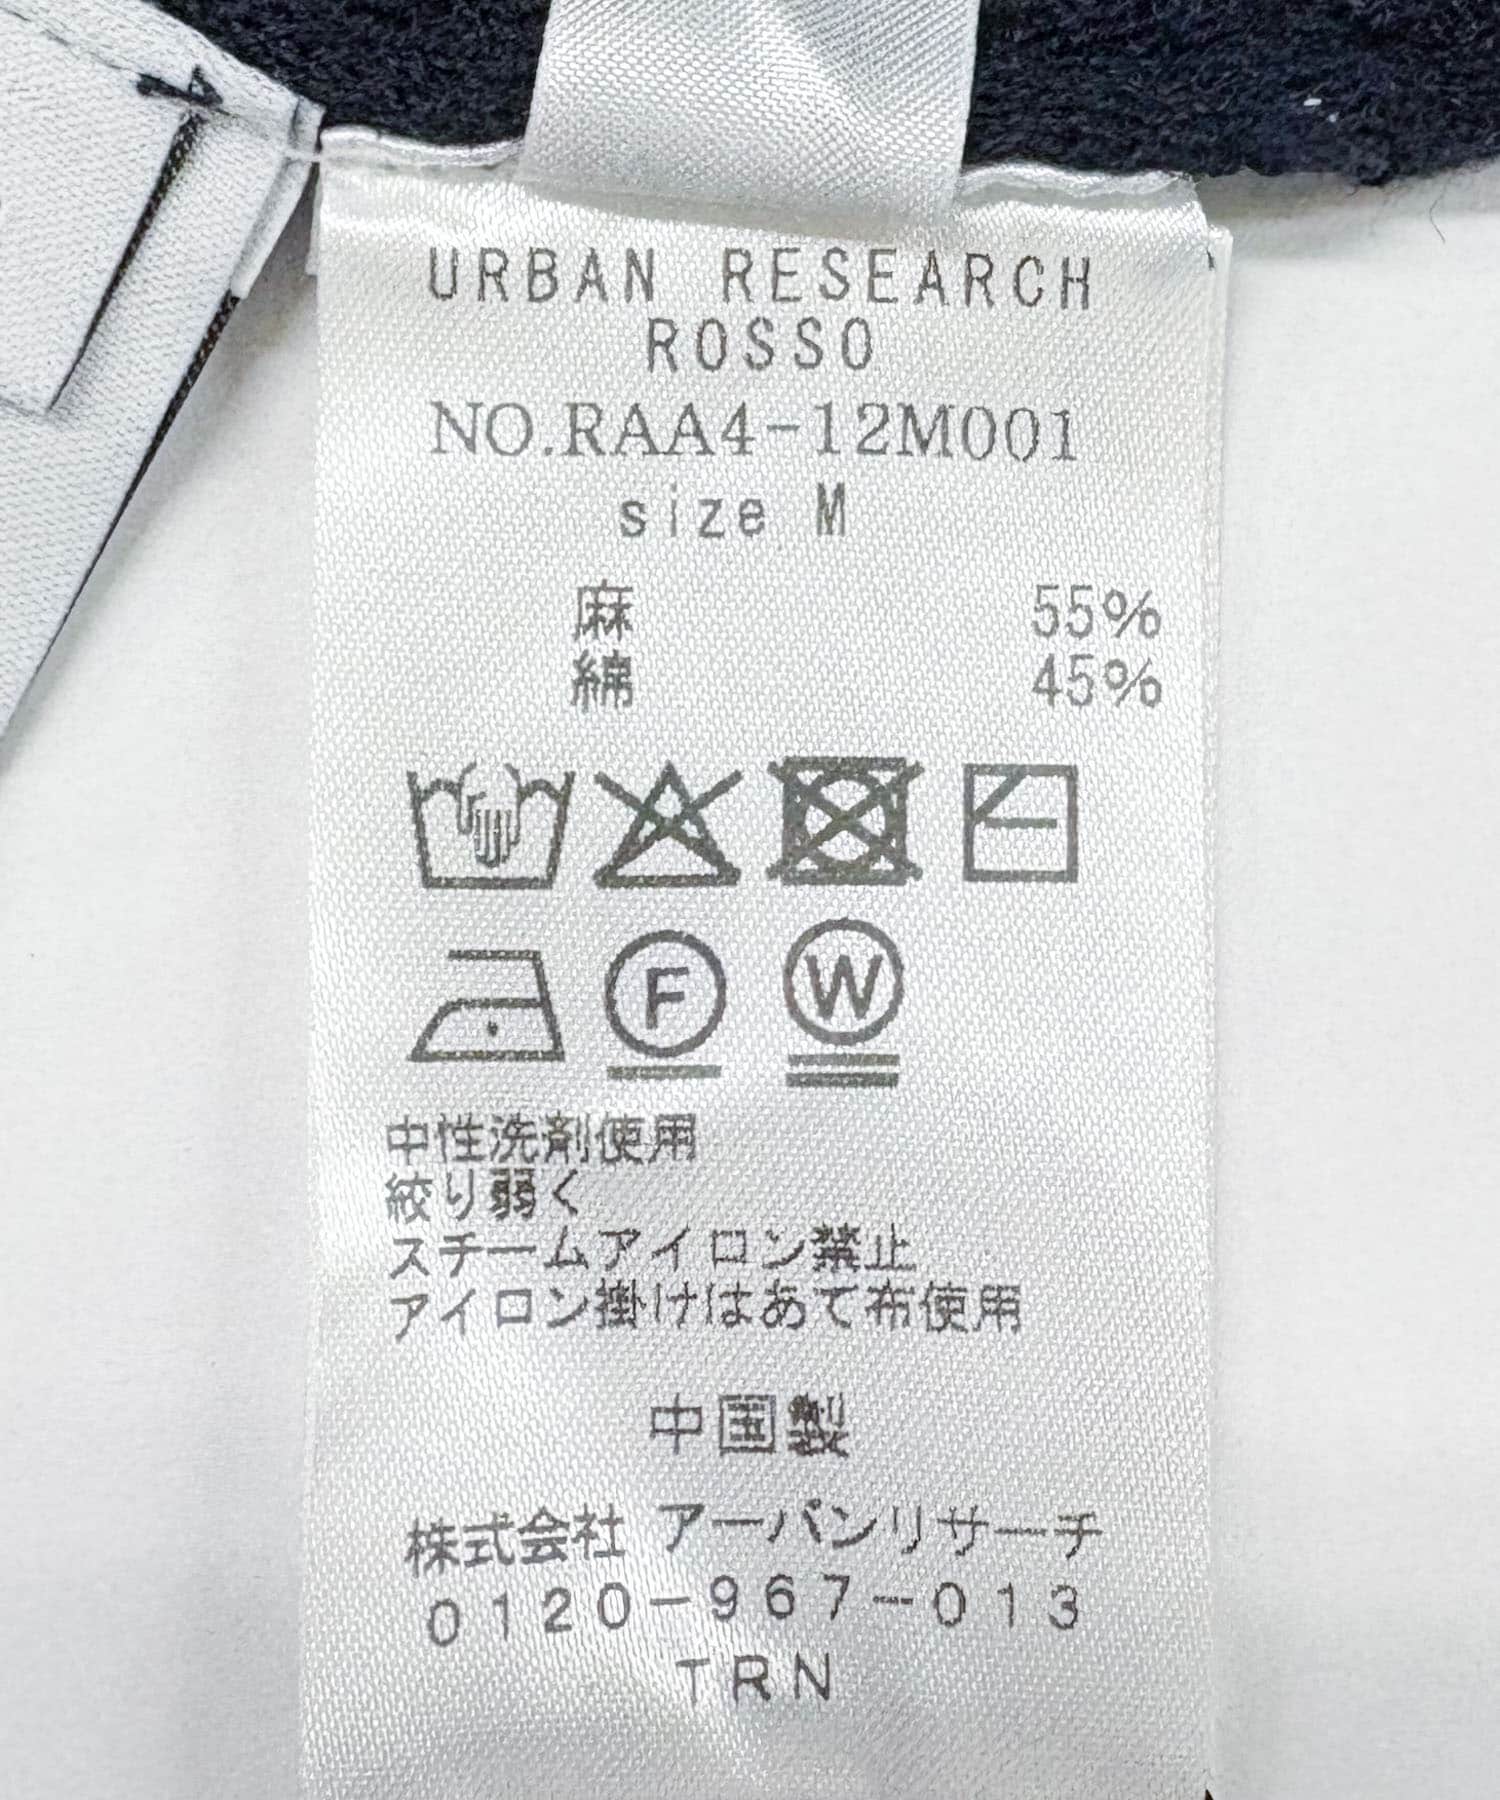 URBAN RESEARCH
ROSSO
NO.RAA4-12M001
size M
麻 55%
綿 45%
F W
中性洗剤使用
絞り弱く
スチームアイロン禁止
アイロン掛けはあて布使用
中国製
株式会社 アーバンリサーチ
0120-967-013
TRN